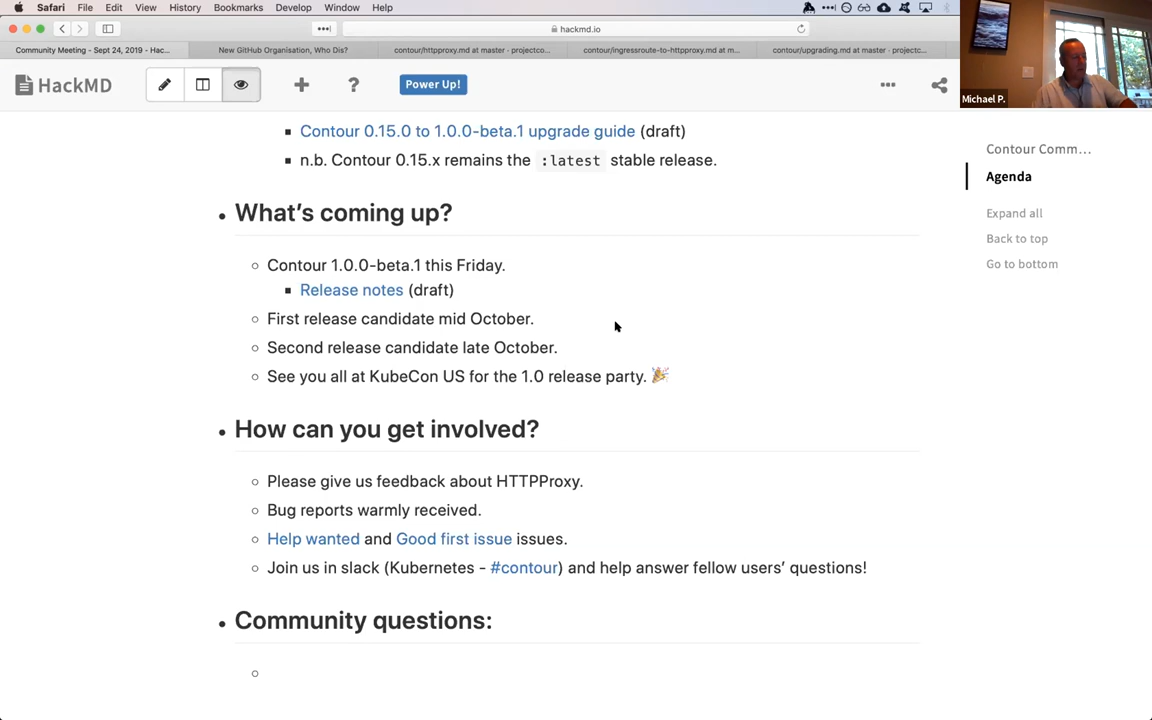 Safari File Edit View History Bookmarks Develop Window Help
hackmd.io
Community Meeting - Sept 24, 2019 - Hac...
New GitHub Organisation, Who Dis?
contour/httpproxy.md at master · projectco...
contour/ingressroute-to-httpproxy.md at m...
contour/upgrading.md at master · projectc...
HackMD
Power Up!
Michael P.
Contour 0.15.0 to 1.0.0-beta.1 upgrade guide (draft)
n.b. Contour 0.15.x remains the :latest stable release.
What’s coming up?
Contour 1.0.0-beta.1 this Friday.
Release notes (draft)
First release candidate mid October.
Second release candidate late October.
See you all at KubeCon US for the 1.0 release party. 🎉
How can you get involved?
Please give us feedback about HTTPProxy.
Bug reports warmly received.
Help wanted and Good first issue issues.
Join us in slack (Kubernetes - #contour) and help answer fellow users’ questions!
Community questions:
Contour Comm...
Agenda
Expand all
Back to top
Go to bottom